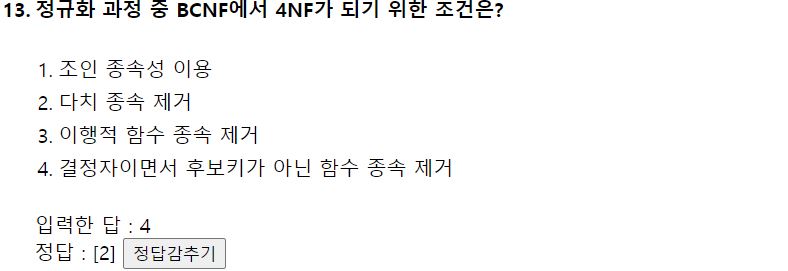 13. 정규화 과정 중 BCNF에서 4NF가 되기 위한 조건은?
1. 조인 종속성 이용
2. 다치 종속 제거
3. 이행적 함수 종속 제거
4. 결정자이면서 후보키가 아닌 함수 종속 제거
입력한 답 : 4
정답 : [2] 정답감추기